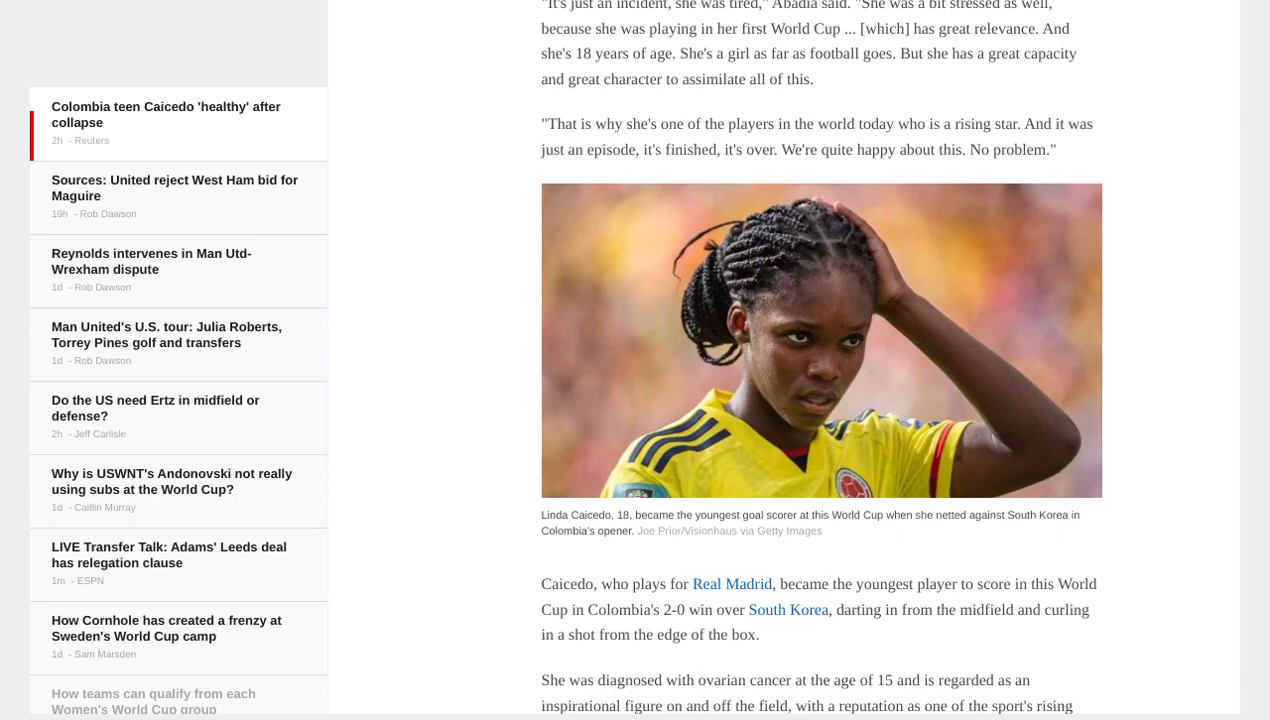 Colombia teen Caicedo 'healthy' after
collapse
2h - Reuters
Sources: United reject West Ham bid for
Maguire
19h - Rob Dawson
Reynolds intervenes in Man Utd-
Wrexham dispute
1d - Rob Dawson
Man United's U.S. tour: Julia Roberts,
Torrey Pines golf and transfers
1d - Rob Dawson
Do the US need Ertz in midfield or
defense?
2h - Jeff Carlisle
Why is USWNT's Andonovski not really
using subs at the World Cup?
1d - Caitlin Murray
LIVE Transfer Talk: Adams' Leeds deal
has relegation clause
1m - ESPN
How Cornhole has created a frenzy at
Sweden's World Cup camp
1d - Sam Marsden
How teams can qualify from each
Women's World Cup group
"It's just an incident, she was tired," Abadia said. "She was a bit stressed as well,
because she was playing in her first World Cup ... [which] has great relevance. And
she's 18 years of age. She's a girl as far as football goes. But she has a great capacity
and great character to assimilate all of this.
"That is why she's one of the players in the world today who is a rising star. And it was
just an episode, it's finished, it's over. We're quite happy about this. No problem."
Linda Caicedo, 18, became the youngest goal scorer at this World Cup when she netted against South Korea in
Colombia's opener. Joe Prior/Visionhaus via Getty Images
Caicedo, who plays for Real Madrid, became the youngest player to score in this World
Cup in Colombia's 2-0 win over South Korea, darting in from the midfield and curling
in a shot from the edge of the box.
She was diagnosed with ovarian cancer at the age of 15 and is regarded as an
inspirational figure on and off the field, with a reputation as one of the sport's rising